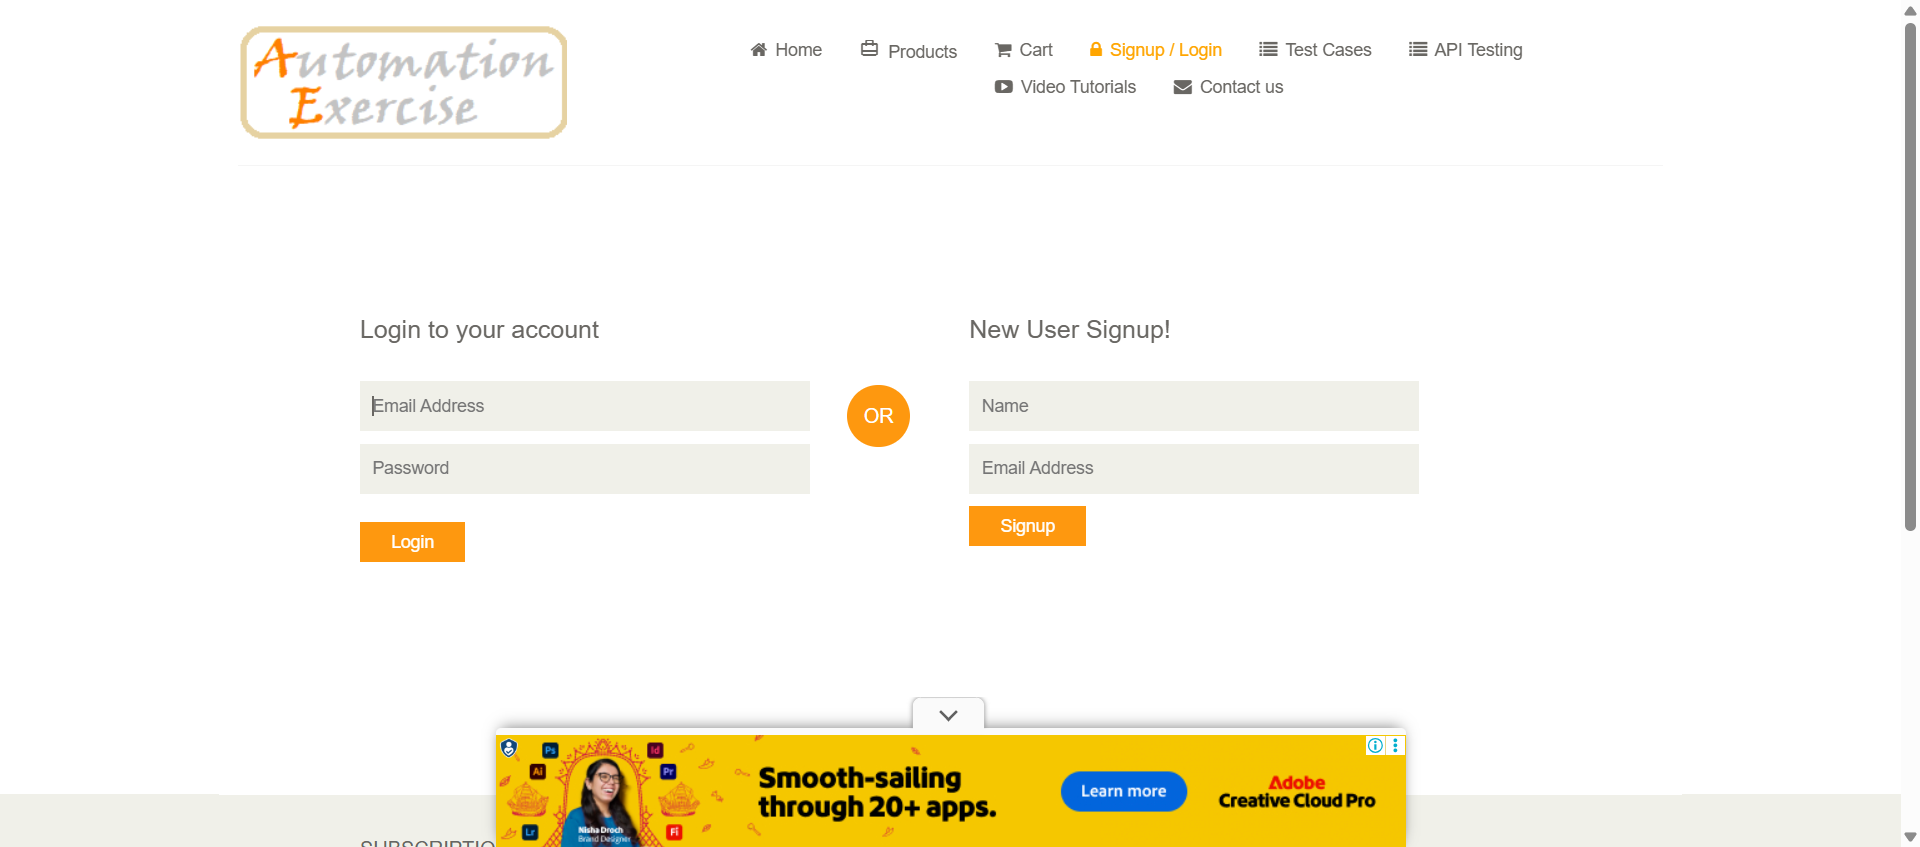 Automation
Exercise
Home
Products
Cart
Signup / Login
Test Cases
API Testing
Video Tutorials
Contact us
Login to your account
Email Address
Password
Login
OR
New User Signup!
Name
Email Address
Signup
Ps
Id
Ai
Pr
Lr
Fi
Nisha Droch
Brand Designer
Smooth-sailing
through 20+ apps.
Learn more
Adobe
Creative Cloud Pro
SUBSCRIPTIO